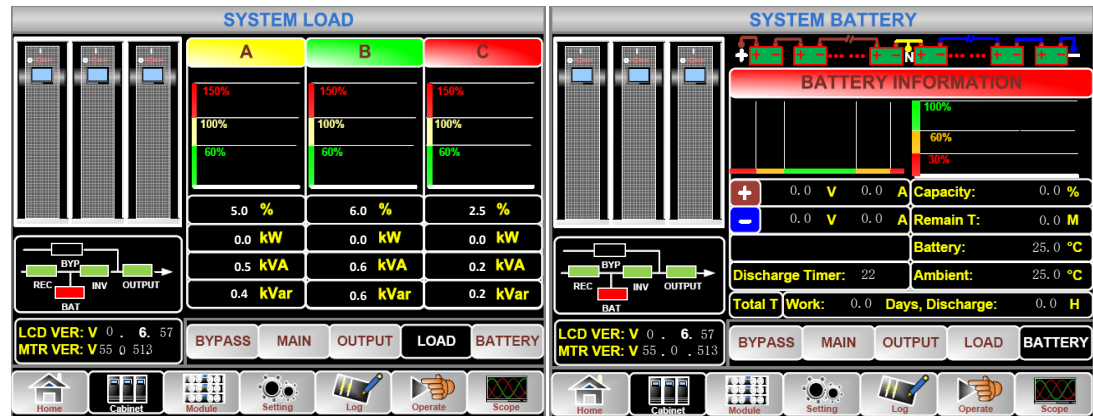 SYSTEM LOAD
A B C
150% 150% 150%
100% 100% 100%
60% 60% 60%
5.0 % 6.0 % 2.5 %
0.0 kW 0.0 kW 0.0 kW
0.5 kVA 0.6 kVA 0.2 kVA
0.4 kVar 0.6 kVar 0.2 kVar
BYP
REC INV OUTPUT
BAT
LCD VER: V 0 . 6. 57
MTR VER: V 55 0 513
BYPASS MAIN OUTPUT LOAD BATTERY
Home Cabinet Module Setting Log Operate Scope
SYSTEM BATTERY
+ + - + - + - N + - + - + - -
BATTERY INFORMATION
100%
60%
30%
+ 0.0 V 0.0 A Capacity: 0.0 %
- 0.0 V 0.0 A Remain T: 0.0 M
Battery: 25.0 °C
Discharge Timer: 22 Ambient: 25.0 °C
Total T Work: 0.0 Days, Discharge: 0.0 H
BYP
REC INV OUTPUT
BAT
LCD VER: V 0 . 6. 57
MTR VER: V 55 . 0 . 513
BYPASS MAIN OUTPUT LOAD BATTERY
Home Cabinet Module Setting Log Operate Scope